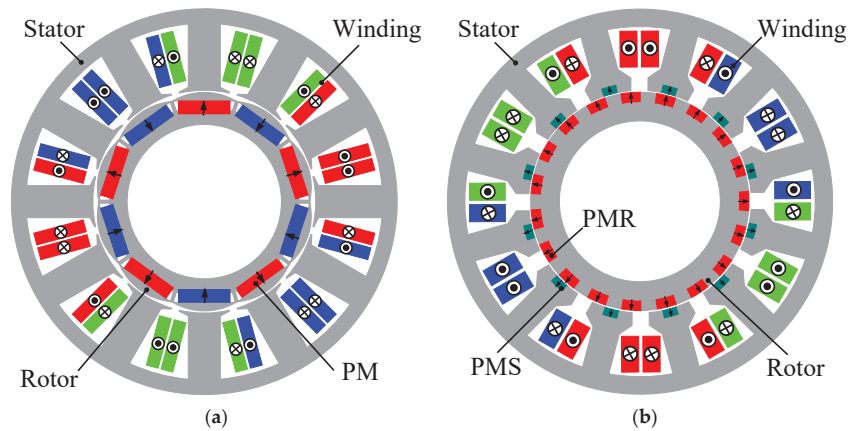 Stator
Winding
Rotor
PM
(a)
Stator
Winding
PMR
PMS
Rotor
(b)